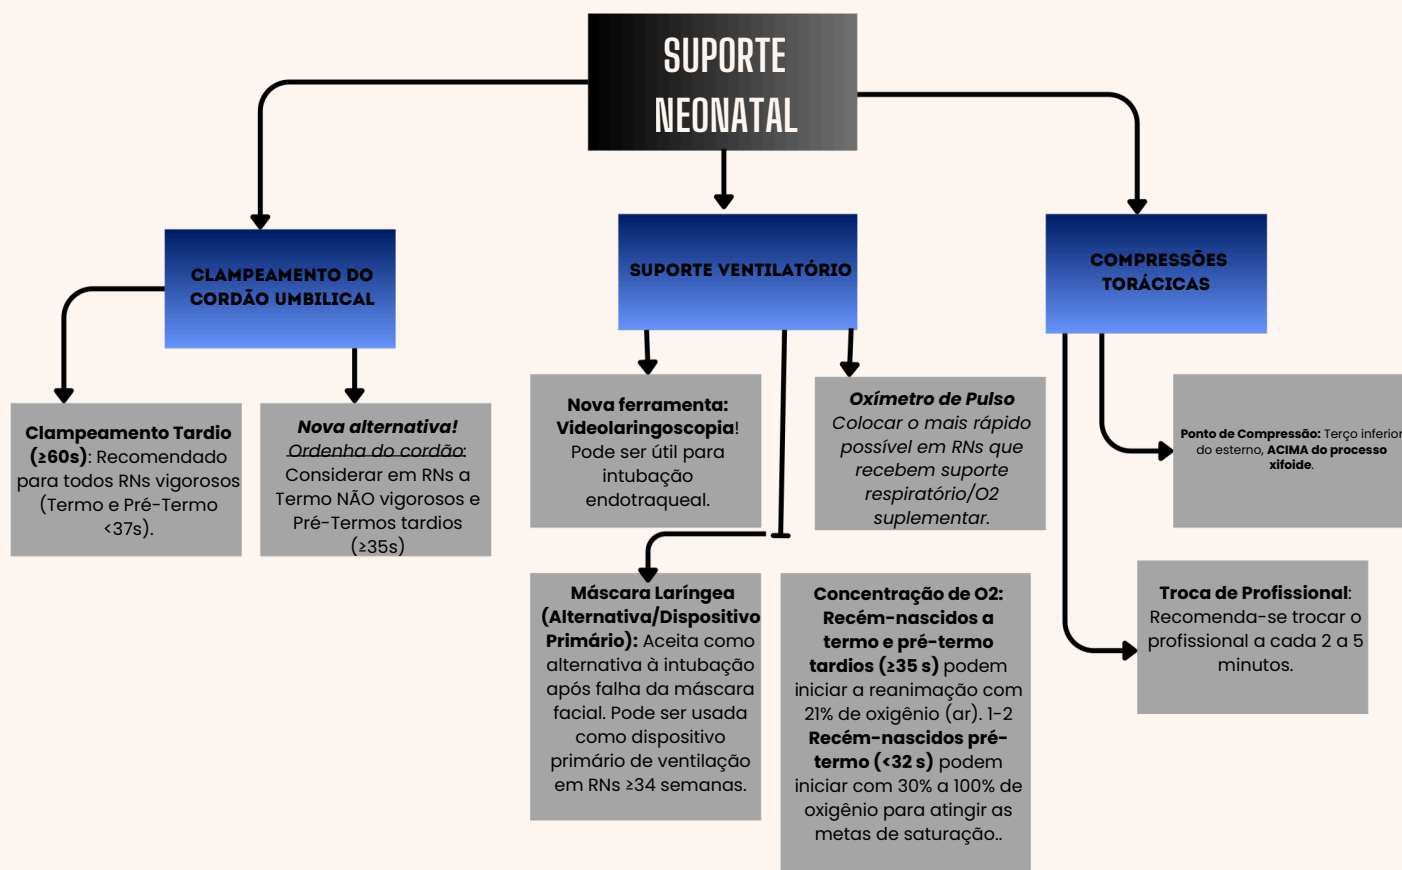 SUPORTE
NEONATAL
CLAMPEAMENTO DO
CORDÃO UMBILICAL
Clampeamento Tardio
(≥60s): Recomendado
para todos RNs vigorosos
(Termo e Pré-Termo
<37s).
Nova alternativa!
Ordenha do cordão:
Considerar em RNs a
Termo NÃO vigorosos e
Pré-Termos tardios
(≥35s)
SUPORTE VENTILATÓRIO
Nova ferramenta:
Videolaringoscopia!
Pode ser útil para
intubação
endotraqueal.
Oxímetro de Pulso
Colocar o mais rápido
possível em RNs que
recebem suporte
respiratório/O2
suplementar.
Máscara Laríngea
(Alternativa/Dispositivo
Primário): Aceita como
alternativa à intubação
após falha da máscara
facial. Pode ser usada
como dispositivo
primário de ventilação
em RNs ≥34 semanas.
Concentração de O2:
Recém-nascidos a
termo e pré-termo
tardios (≥35 s) podem
iniciar a reanimação com
21% de oxigênio (ar). 1-2
Recém-nascidos pré-
termo (<32 s) podem
iniciar com 30% a 100% de
oxigênio para atingir as
metas de saturação..
COMPRESSÕES
TORÁCICAS
Ponto de Compressão: Terço inferior
do esterno, ACIMA do processo
xifoide.
Troca de Profissional:
Recomenda-se trocar o
profissional a cada 2 a 5
minutos.